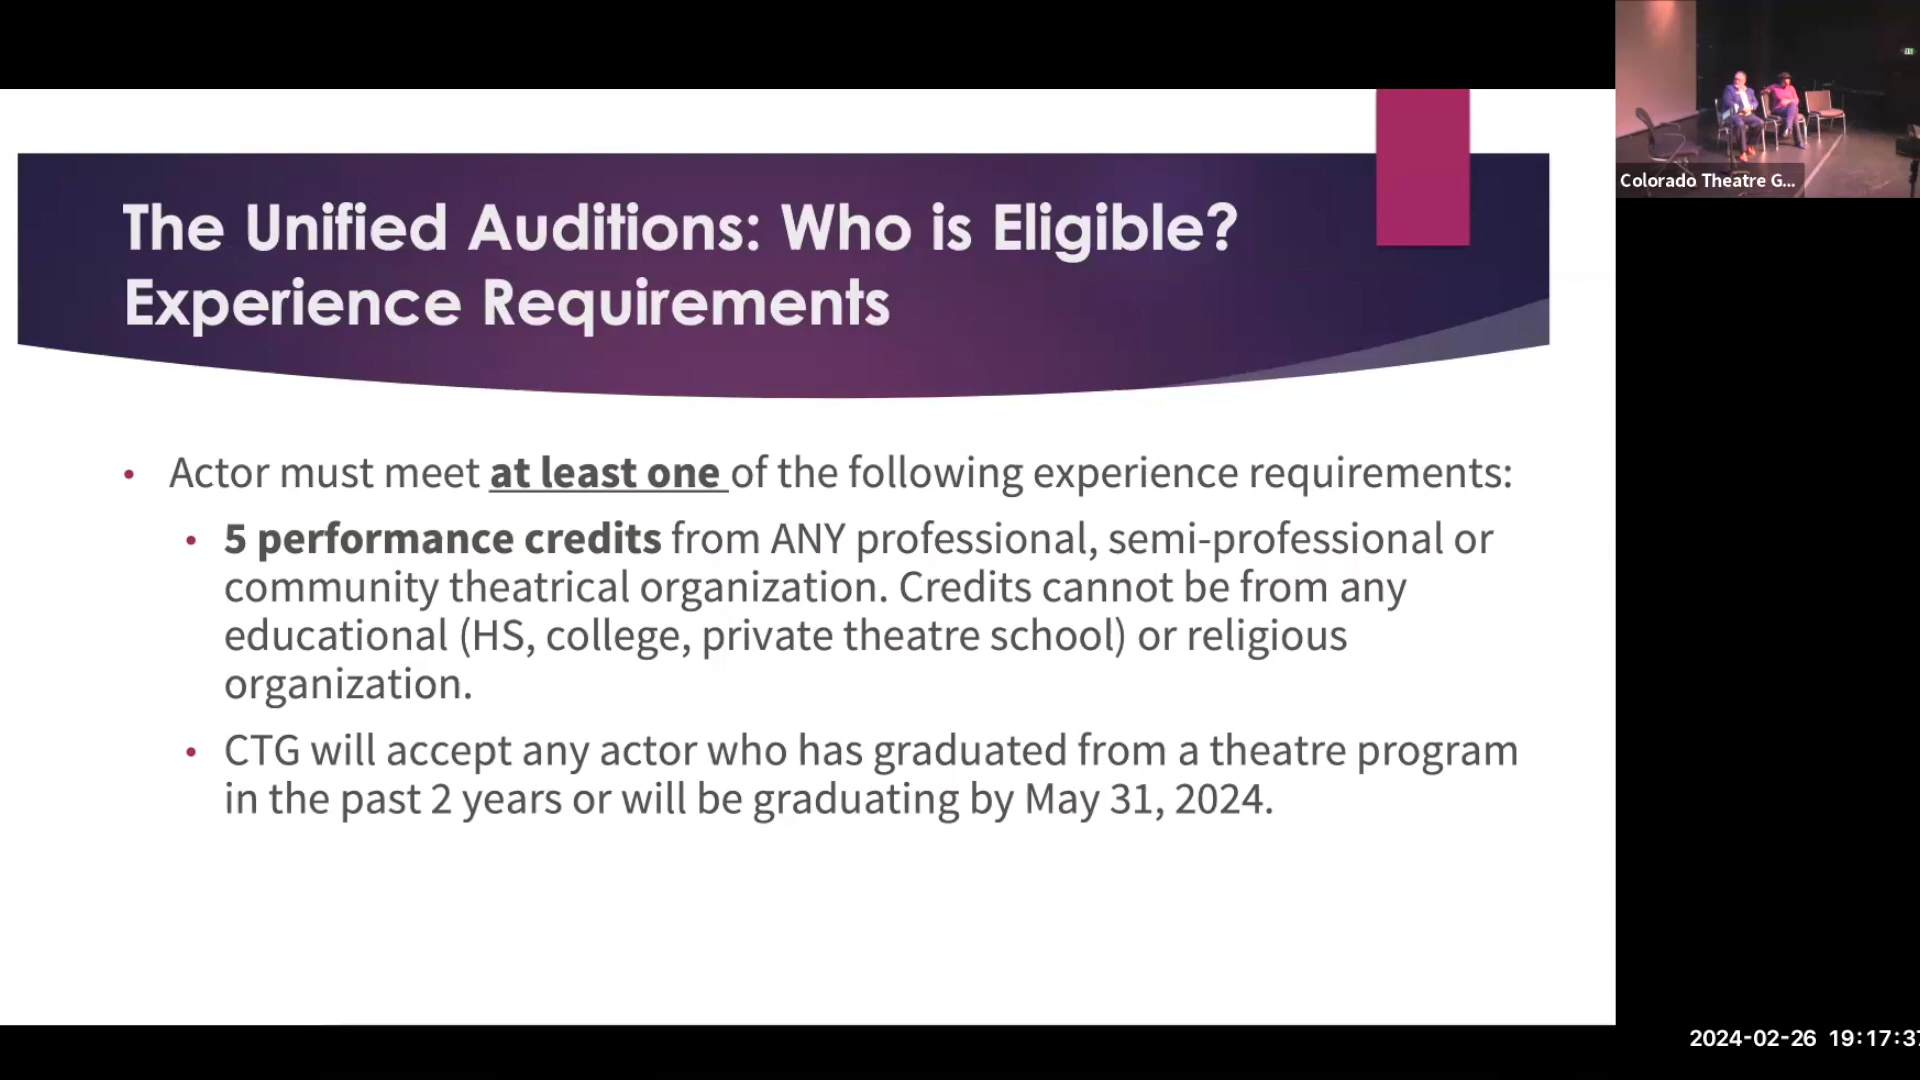 The Unified Auditions: Who is Eligible?
Experience Requirements
• Actor must meet at least one of the following experience requirements:
• 5 performance credits from ANY professional, semi-professional or
community theatrical organization. Credits cannot be from any
educational (HS, college, private theatre school) or religious
organization.
• CTG will accept any actor who has graduated from a theatre program
in the past 2 years or will be graduating by May 31, 2024.
Colorado Theatre G...
2024-02-26 19:17:37